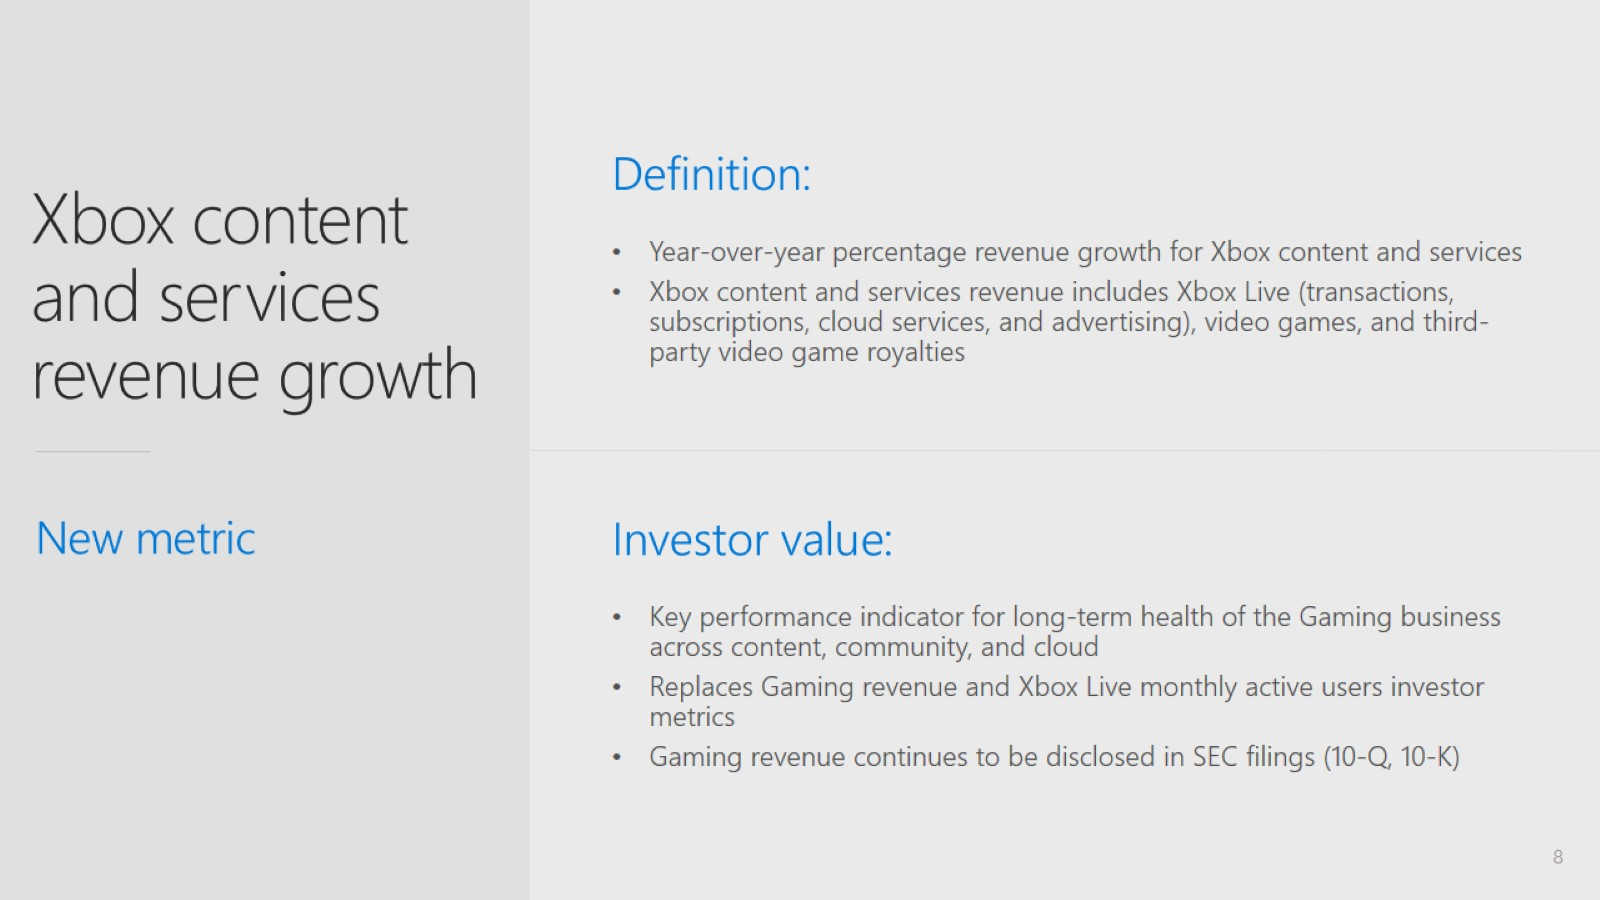 Xbox content
and services
revenue growth
New metric
Definition:
• Year-over-year percentage revenue growth for Xbox content and services
• Xbox content and services revenue includes Xbox Live (transactions,
subscriptions, cloud services, and advertising), video games, and third-
party video game royalties
Investor value:
• Key performance indicator for long-term health of the Gaming business
across content, community, and cloud
• Replaces Gaming revenue and Xbox Live monthly active users investor
metrics
• Gaming revenue continues to be disclosed in SEC filings (10-Q, 10-K)
8